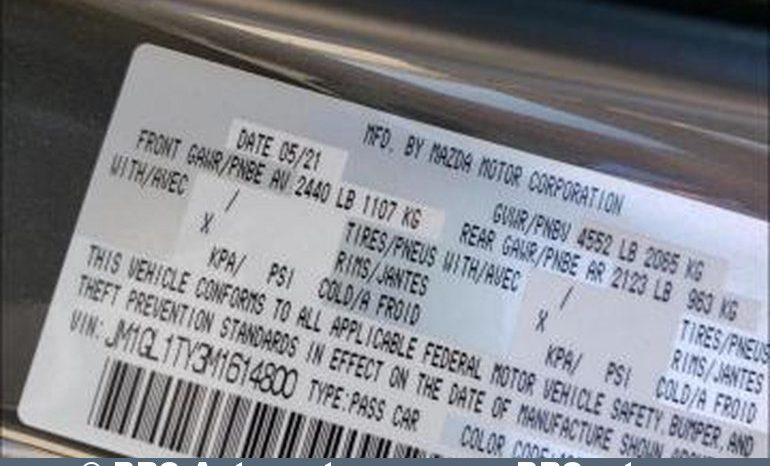 MFD. BY MAZDA MOTOR CORPORATION
DATE 05/21
GVWR/PNBV 4552 LB 2065 KG
FRONT GAWR/PNBE AV 2440 LB 1107 KG
REAR GAWR/PNBE AR 2123 LB 963 KG
WITH/AVEC / TIRES/PNEUS WITH/AVEC / TIRES/PNEUS
X RIMS/JANTES X RIMS/JANTES
KPA/ PSI COLD/A FROID KPA/ PSI COLD/A FROID
THIS VEHICLE CONFORMS TO ALL APPLICABLE FEDERAL MOTOR VEHICLE SAFETY, BUMPER, AND
THEFT PREVENTION STANDARDS IN EFFECT ON THE DATE OF MANUFACTURE SHOWN
VIN: JM1GL1TY3M1614800 TYPE: PASS CAR
COLOR CODE